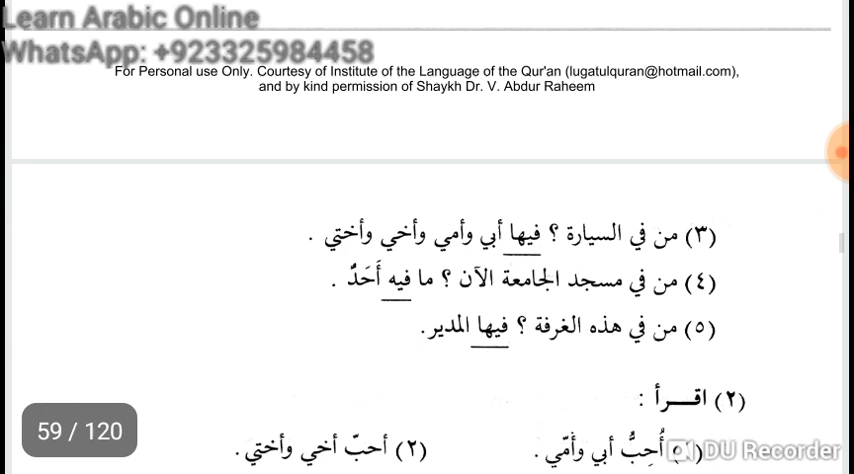 Learn Arabic Online
WhatsApp: +923325984458
For Personal use Only. Courtesy of Institute of the Language of the Qur'an (lugatulquran@hotmail.com),
and by kind permission of Shaykh Dr. V. Abdur Raheem
(٣) من في السيارة ؟ فيها أبي وأمي وأخي وأختي .
(٤) من في مسجد الجامعة الآن ؟ ما فيه أَحَدٌ .
(٥) من في هذه الغرفة ؟ فيها المدير.
(٢) اقـــرأ :
أُحِبُّ أبي وأُمّي . (٢) أحبّ أخي وأختي .
59 / 120
DU Recorder